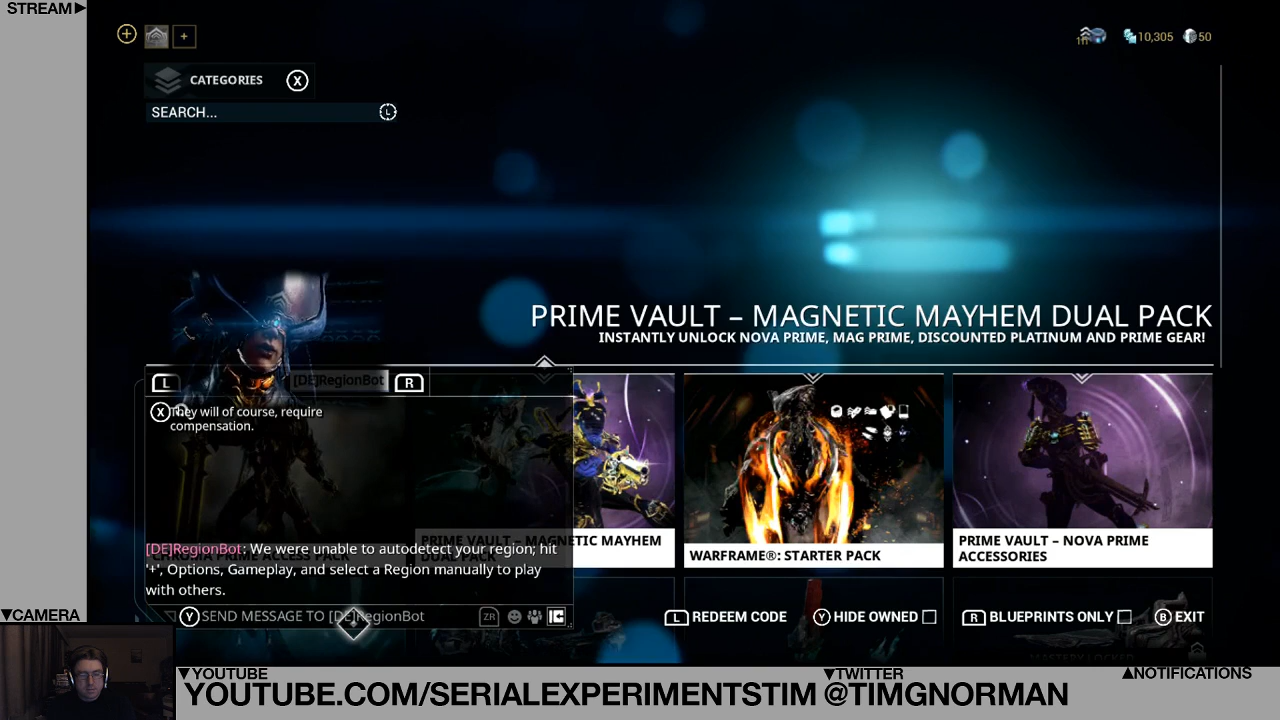 STREAM▶
10,305
50
CATEGORIES X
SEARCH... L
PRIME VAULT – MAGNETIC MAYHEM DUAL PACK
INSTANTLY UNLOCK NOVA PRIME, MAG PRIME, DISCOUNTED PLATINUM AND PRIME GEAR!
L [DE]RegionBot R
X They will of course, require
compensation.
[DE]RegionBot: We were unable to autodetect your region; hit
'+', Options, Gameplay, and select a Region manually to play
with others.
Y SEND MESSAGE TO [DE]RegionBot ZR
PRIME VAULT – MAGNETIC MAYHEM
WARFRAME®: STARTER PACK
PRIME VAULT – NOVA PRIME
ACCESSORIES
L REDEEM CODE Y HIDE OWNED R BLUEPRINTS ONLY B EXIT
MASTERY LOCKED
▼CAMERA
▼YOUTUBE
YOUTUBE.COM/SERIALEXPERIMENTSTIM
▼TWITTER
@TIMGNORMAN
▲NOTIFICATIONS